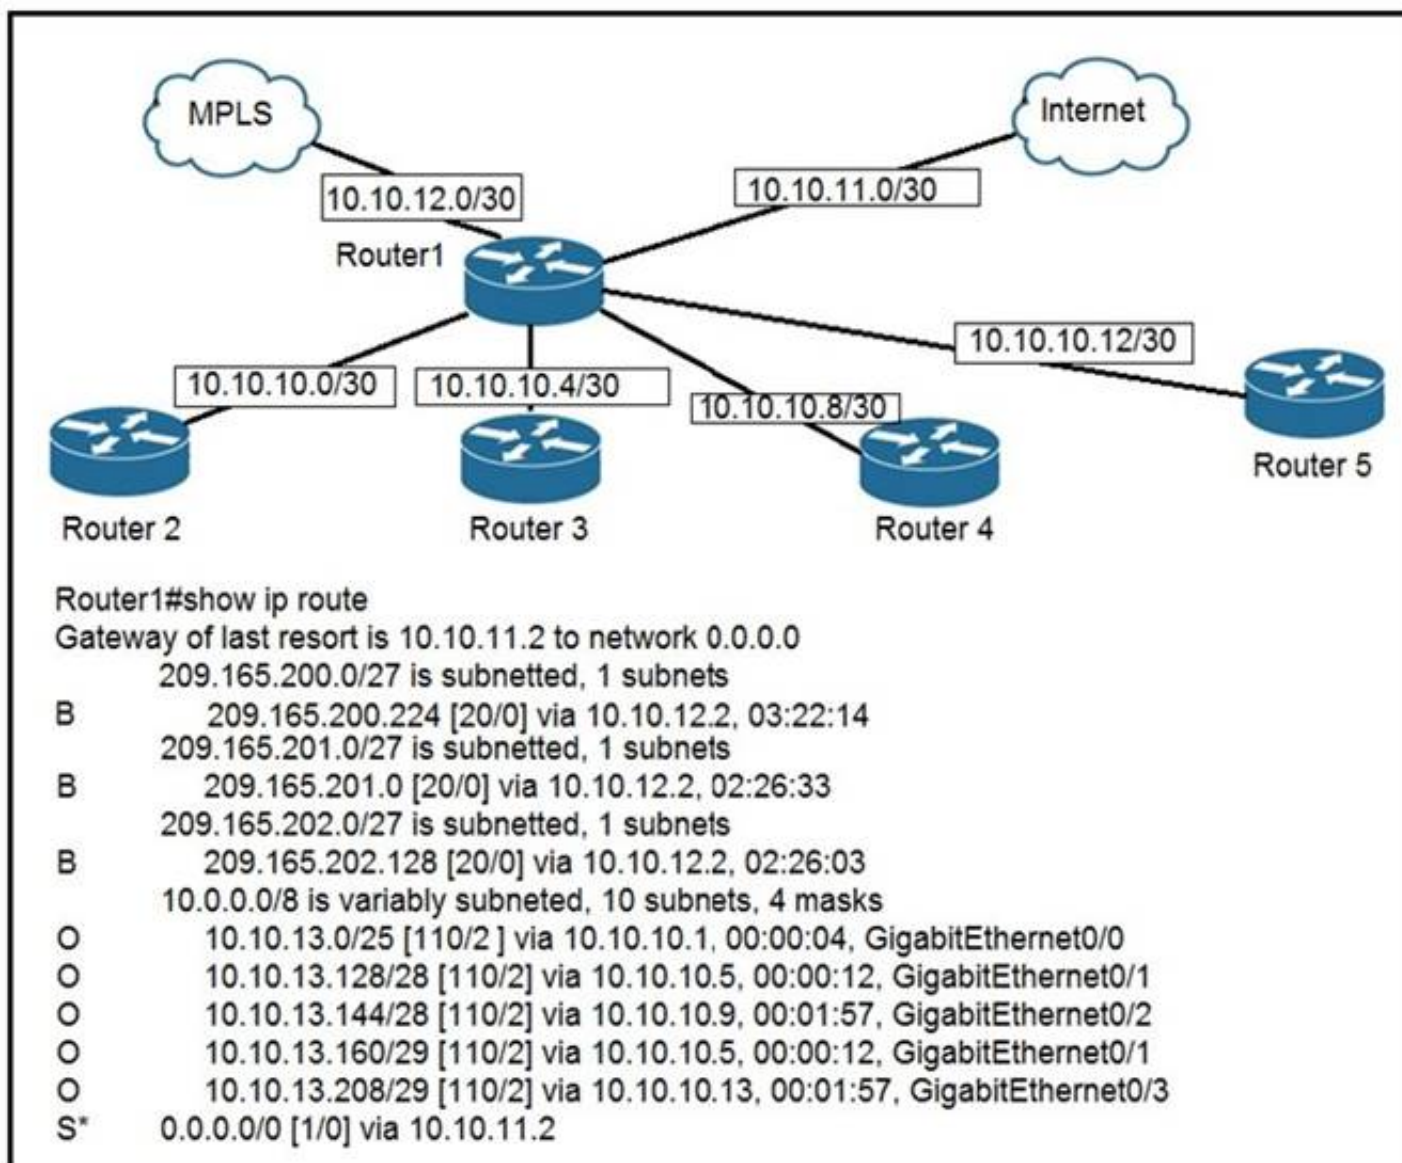 MPLS
Internet
10.10.12.0/30
10.10.11.0/30
Router1
10.10.10.12/30
10.10.10.0/30
10.10.10.4/30
10.10.10.8/30
Router 5
Router 2
Router 3
Router 4
Router1#show ip route
Gateway of last resort is 10.10.11.2 to network 0.0.0.0
209.165.200.0/27 is subnetted, 1 subnets
B 209.165.200.224 [20/0] via 10.10.12.2, 03:22:14
209.165.201.0/27 is subnetted, 1 subnets
B 209.165.201.0 [20/0] via 10.10.12.2, 02:26:33
209.165.202.0/27 is subnetted, 1 subnets
B 209.165.202.128 [20/0] via 10.10.12.2, 02:26:03
10.0.0.0/8 is variably subneted, 10 subnets, 4 masks
O 10.10.13.0/25 [110/2 ] via 10.10.10.1, 00:00:04, GigabitEthernet0/0
O 10.10.13.128/28 [110/2] via 10.10.10.5, 00:00:12, GigabitEthernet0/1
O 10.10.13.144/28 [110/2] via 10.10.10.9, 00:01:57, GigabitEthernet0/2
O 10.10.13.160/29 [110/2] via 10.10.10.5, 00:00:12, GigabitEthernet0/1
O 10.10.13.208/29 [110/2] via 10.10.10.13, 00:01:57, GigabitEthernet0/3
S* 0.0.0.0/0 [1/0] via 10.10.11.2